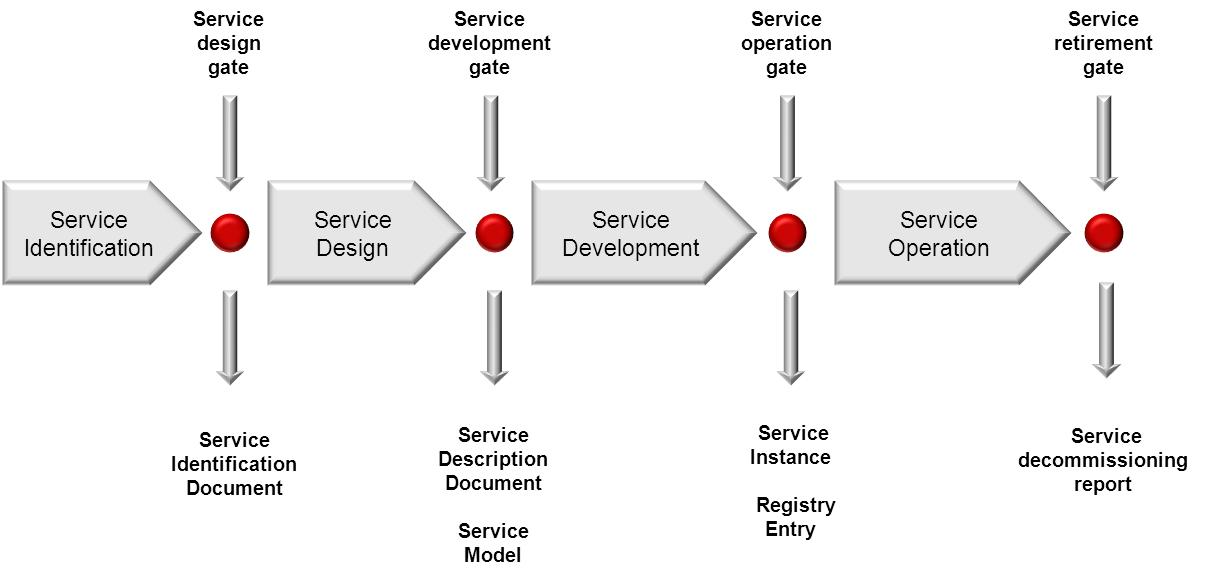 Service
design
gate
Service
development
gate
Service
operation
gate
Service
retirement
gate
Service
Identification
Service
Design
Service
Development
Service
Operation
Service
Identification
Document
Service
Description
Document
Service
Model
Service
Instance
Registry
Entry
Service
decommissioning
report